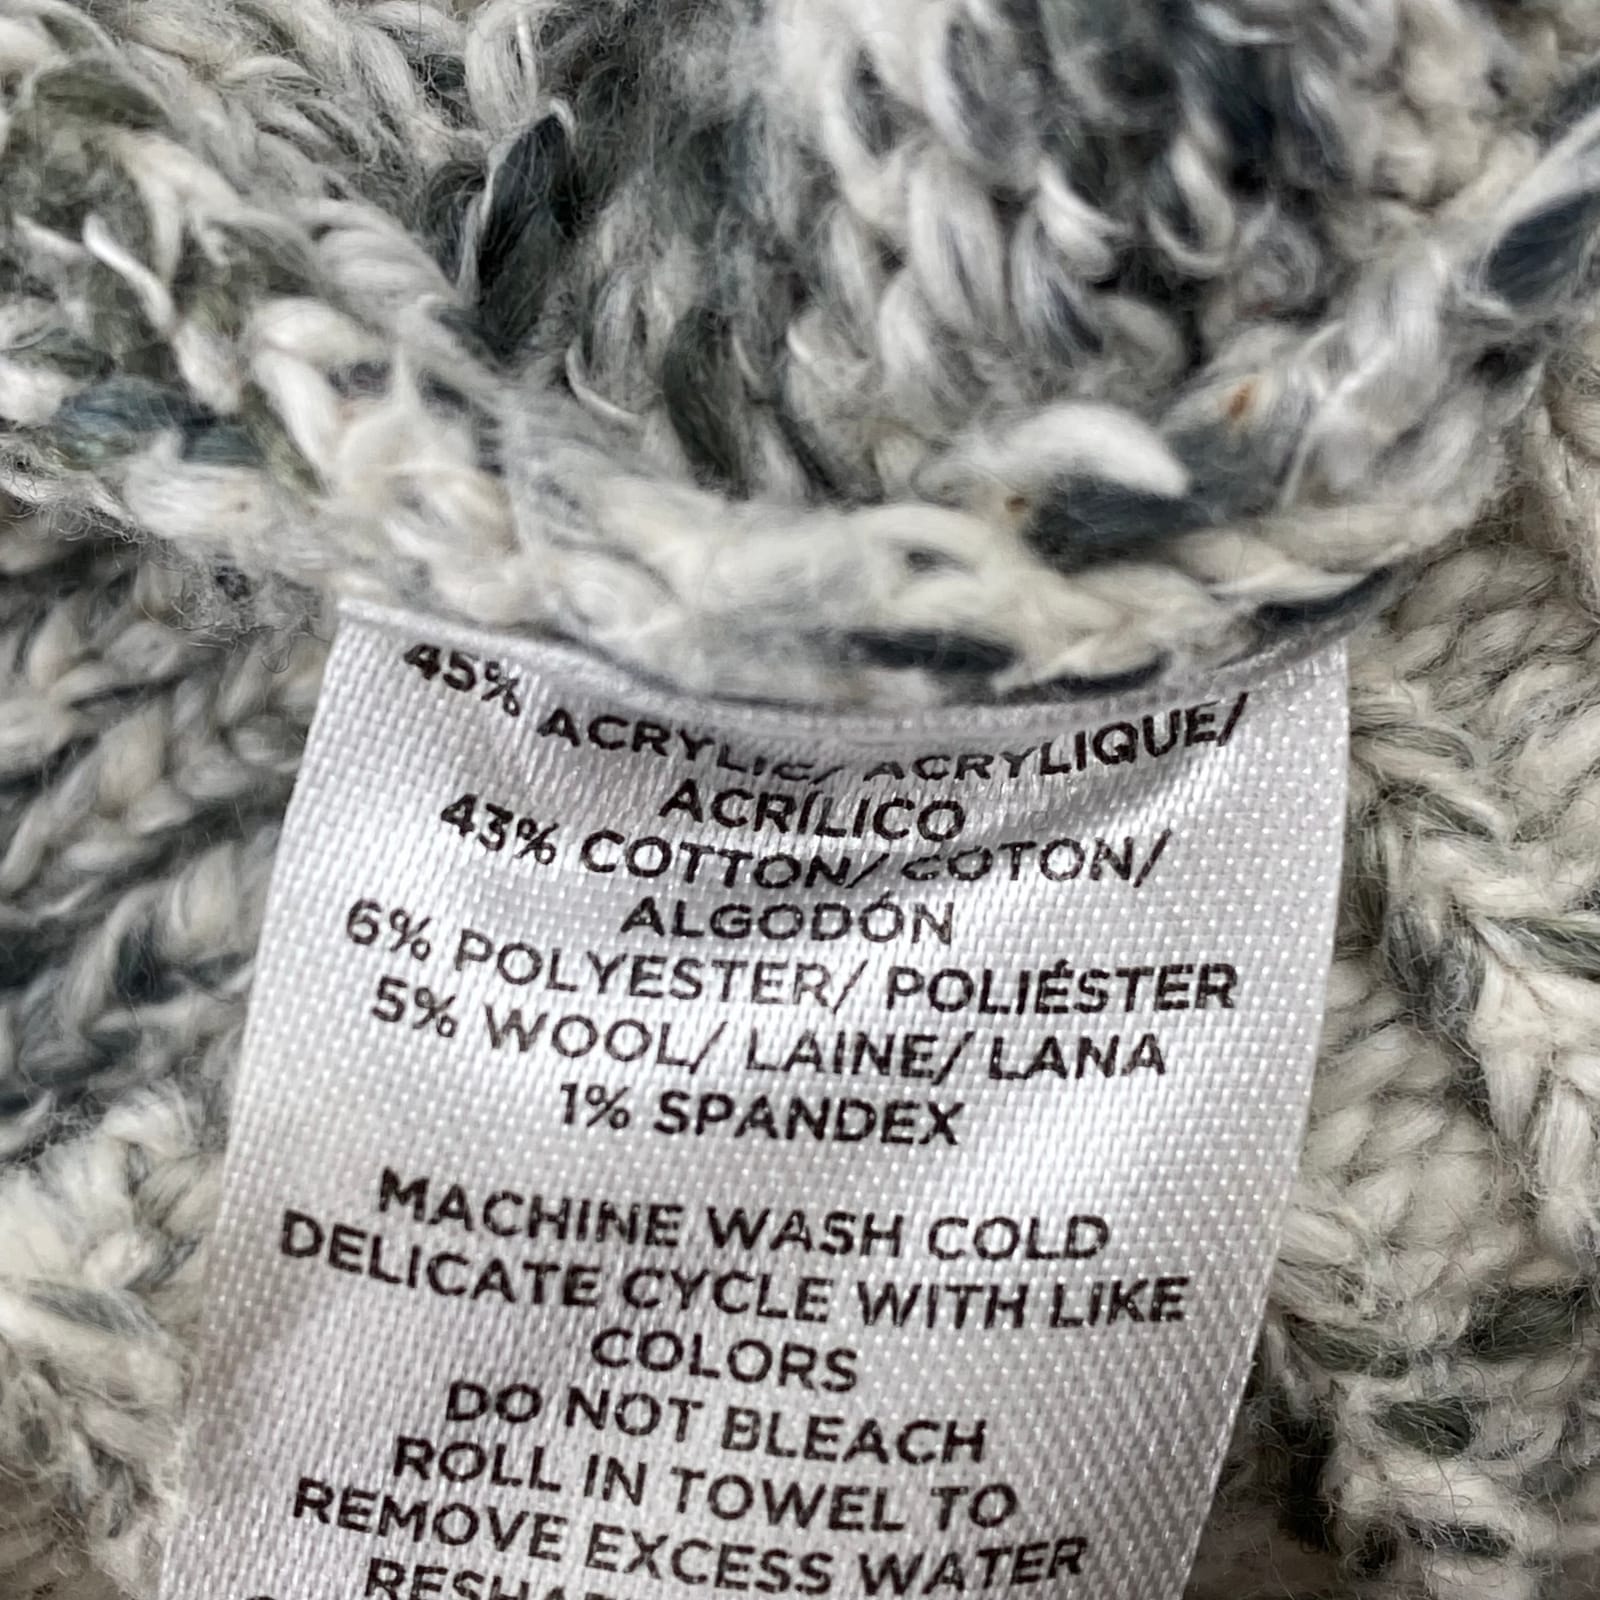 45% ACRYLIC/ ACRYLIQUE/
ACRÍLICO
43% COTTON/ COTON/
ALGODÓN
6% POLYESTER/ POLIÉSTER
5% WOOL/ LAINE/ LANA
1% SPANDEX
MACHINE WASH COLD
DELICATE CYCLE WITH LIKE
COLORS
DO NOT BLEACH
ROLL IN TOWEL TO
REMOVE EXCESS WATER